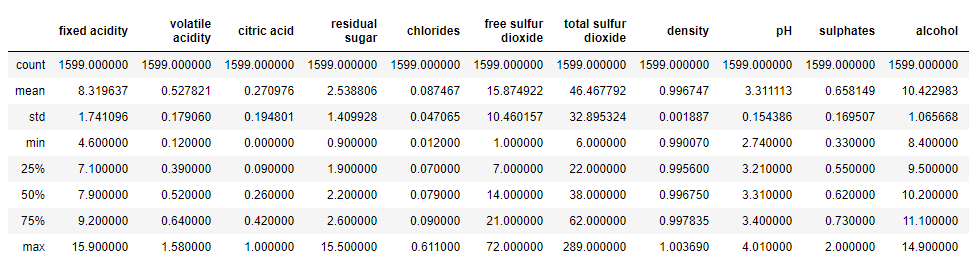 fixed acidity volatile acidity citric acid residual sugar chlorides free sulfur dioxide total sulfur dioxide density pH sulphates alcohol
count 1599.000000 1599.000000 1599.000000 1599.000000 1599.000000 1599.000000 1599.000000 1599.000000 1599.000000 1599.000000 1599.000000
mean 8.319637 0.527821 0.270976 2.538806 0.087467 15.874922 46.467792 0.996747 3.311113 0.658149 10.422983
std 1.741096 0.179060 0.194801 1.409928 0.047065 10.460157 32.895324 0.001887 0.154386 0.169507 1.065668
min 4.600000 0.120000 0.000000 0.900000 0.012000 1.000000 6.000000 0.990070 2.740000 0.330000 8.400000
25% 7.100000 0.390000 0.090000 1.900000 0.070000 7.000000 22.000000 0.995600 3.210000 0.550000 9.500000
50% 7.900000 0.520000 0.260000 2.200000 0.079000 14.000000 38.000000 0.996750 3.310000 0.620000 10.200000
75% 9.200000 0.640000 0.420000 2.600000 0.090000 21.000000 62.000000 0.997835 3.400000 0.730000 11.100000
max 15.900000 1.580000 1.000000 15.500000 0.611000 72.000000 289.000000 1.003690 4.010000 2.000000 14.900000